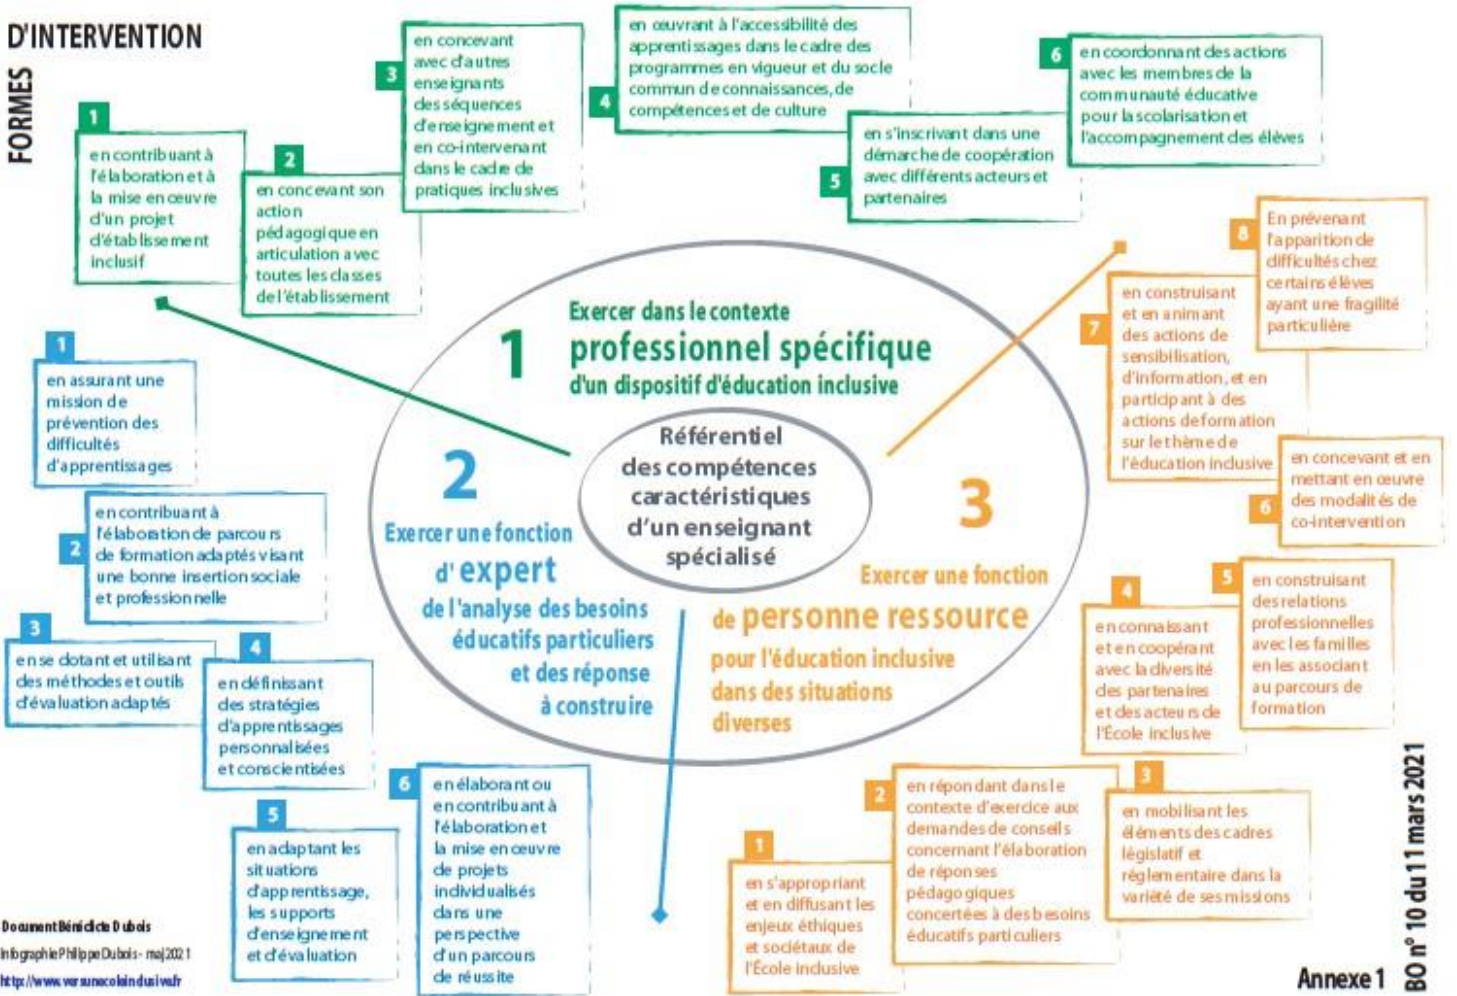 D'INTERVENTION
FORMES
1
en contribuant à
l'élaboration et à
la mise en œuvre
d'un projet
d'établissement
inclusif
2
en concevant son
action
pédagogique en
articulation avec
toutes les classes
de l'établissement
3
en concevant
avec d'autres
enseignants
des séquences
d'enseignement et
en co-intervenant
dans le cadre de
pratiques inclusives
4
en œuvrant à l'accessibilité des
apprentissages dans le cadre des
programmes en vigueur et du socle
commun de connaissances, de
compétences et de culture
5
en s'inscrivant dans une
démarche de coopération
avec différents acteurs et
partenaires
6
en coordonnant des actions
avec les membres de la
communauté éducative
pour la scolarisation et
l'accompagnement des élèves
1
Exercer dans le contexte
professionnel spécifique
d'un dispositif d'éducation inclusive
Référentiel
des compétences
caractéristiques
d'un enseignant
spécialisé
2
Exercer une fonction
d' expert
de l'analyse des besoins
éducatifs particuliers
et des réponse
à construire
3
Exercer une fonction
de personne ressource
pour l'éducation inclusive
dans des situations
diverses
1
en assurant une
mission de
prévention des
difficultés
d'apprentissages
2
en contribuant à
l'élaboration de parcours
de formation adaptés visant
une bonne insertion sociale
et professionnelle
3
en se dotant et utilisant
des méthodes et outils
d'évaluation adaptés
4
en définissant
des stratégies
d'apprentissages
personnalisées
et conscientisées
5
en adaptant les
situations
d'apprentissage,
les supports
d'enseignement
et d'évaluation
6
en élaborant ou
en contribuant à
l'élaboration et
la mise en œuvre
de projets
individualisés
dans une
perspective
d'un parcours
de réussite
8
En prévenant
l'apparition de
difficultés chez
certains élèves
ayant une fragilité
particulière
7
en construisant
et en animant
des actions de
sensibilisation,
d'information, et en
participant à des
actions de formation
sur le thème de
l'éducation inclusive
6
en concevant et en
mettant en œuvre
des modalités de
co-intervention
5
en construisant
des relations
professionnelles
avec les familles
en les associant
au parcours de
formation
4
en connaissant
et en coopérant
avec la diversité
des partenaires
et des acteurs de
l'École inclusive
3
en mobilisant les
éléments des cadres
législatif et
réglementaire dans la
variété de ses missions
2
en répondant dans le
contexte d'exercice aux
demandes de conseils
concernant l'élaboration
de réponses
pédagogiques
concertées à des besoins
éducatifs particuliers
1
en s'appropriant
et en diffusant les
enjeux éthiques
et sociétaux de
l'École inclusive
Document Bénédicte Dubois
Infographie Philippe Dubois - maj 2021
http://www.versunecoleinclusive.fr
Annexe 1
BO n° 10 du 11 mars 2021